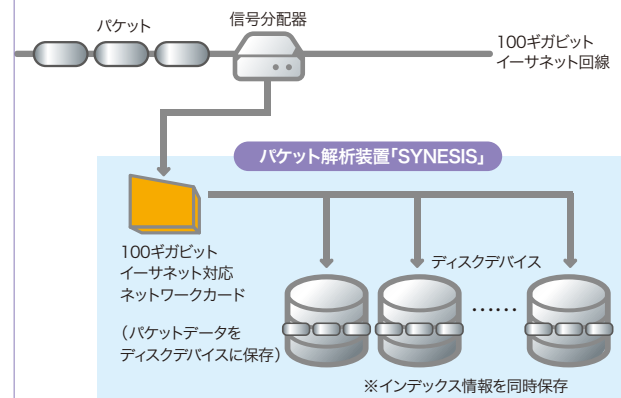 パケット
信号分配器
100ギガビット
イーサネット回線
パケット解析装置「SYNESIS」
100ギガビット
イーサネット対応
ネットワークカード
（パケットデータを
ディスクデバイスに保存）
ディスクデバイス
……
※インデックス情報を同時保存